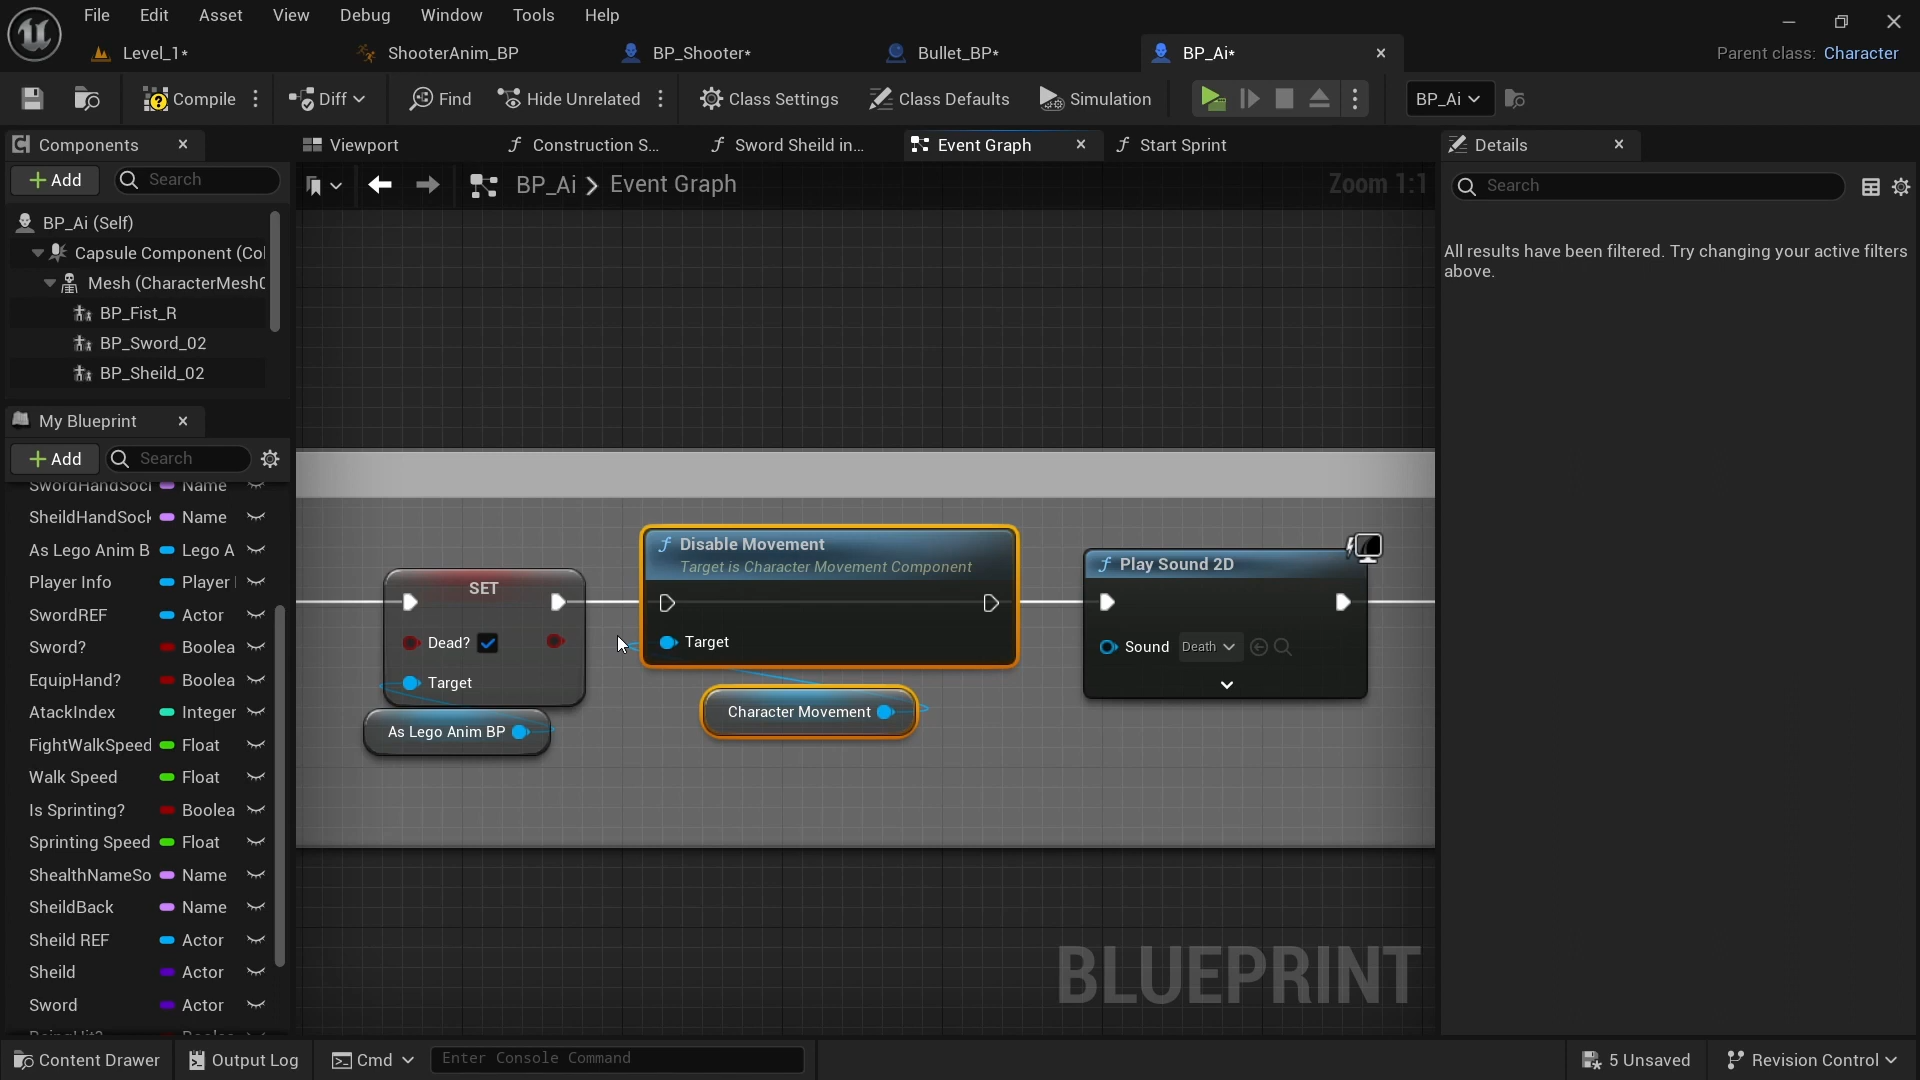 File Edit Asset View Debug Window Tools Help
Level_1* ShooterAnim_BP BP_Shooter* Bullet_BP* BP_Ai* Parent class: Character
Compile Diff Find Hide Unrelated Class Settings Class Defaults Simulation BP_Ai
Components Viewport Construction S... Sword Sheild in... Event Graph Start Sprint Details
Add Search BP_Ai Event Graph Zoom 1:1 Search
BP_Ai (Self)
Capsule Component (Col
Mesh (CharacterMesh0
BP_Fist_R
BP_Sword_02
BP_Sheild_02
All results have been filtered. Try changing your active filters
above.
My Blueprint
Add Search
SwordHandSocl Name
SheildHandSock Name
As Lego Anim B Lego A
Player Info Player
SwordREF Actor
Sword? Boolea
EquipHand? Boolea
AtackIndex Integer
FightWalkSpeed Float
Walk Speed Float
Is Sprinting? Boolea
Sprinting Speed Float
ShealthNameSo Name
SheildBack Name
Sheild REF Actor
Sheild Actor
Sword Actor
SET
Dead?
Target
As Lego Anim BP
Disable Movement
Target is Character Movement Component
Target
Character Movement
Play Sound 2D
Sound Death
BLUEPRINT
Content Drawer Output Log Cmd Enter Console Command 5 Unsaved Revision Control